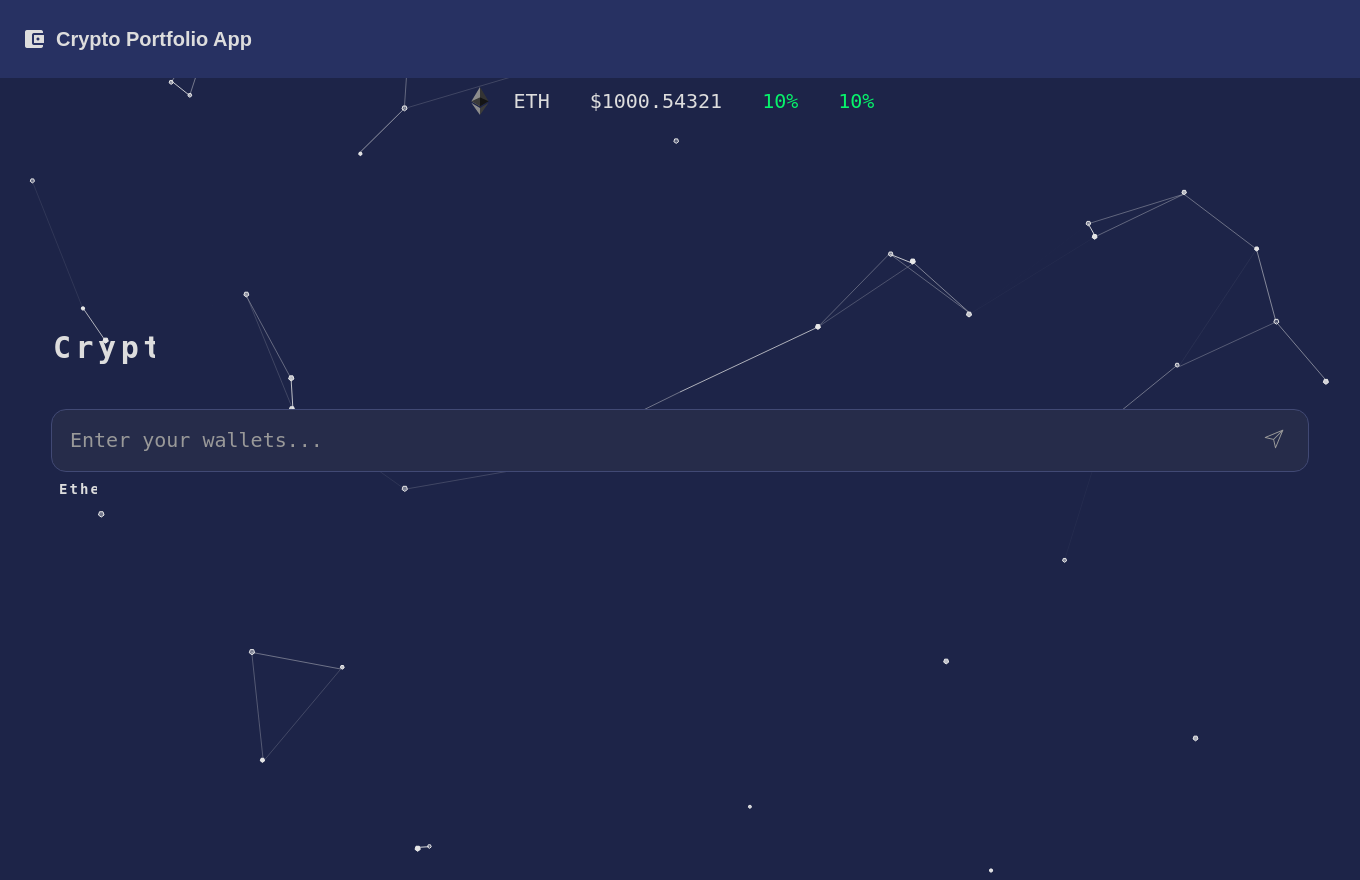 Crypto Portfolio App
ETH $1000.54321 10% 10%
Crypt
Enter your wallets...
Ethe